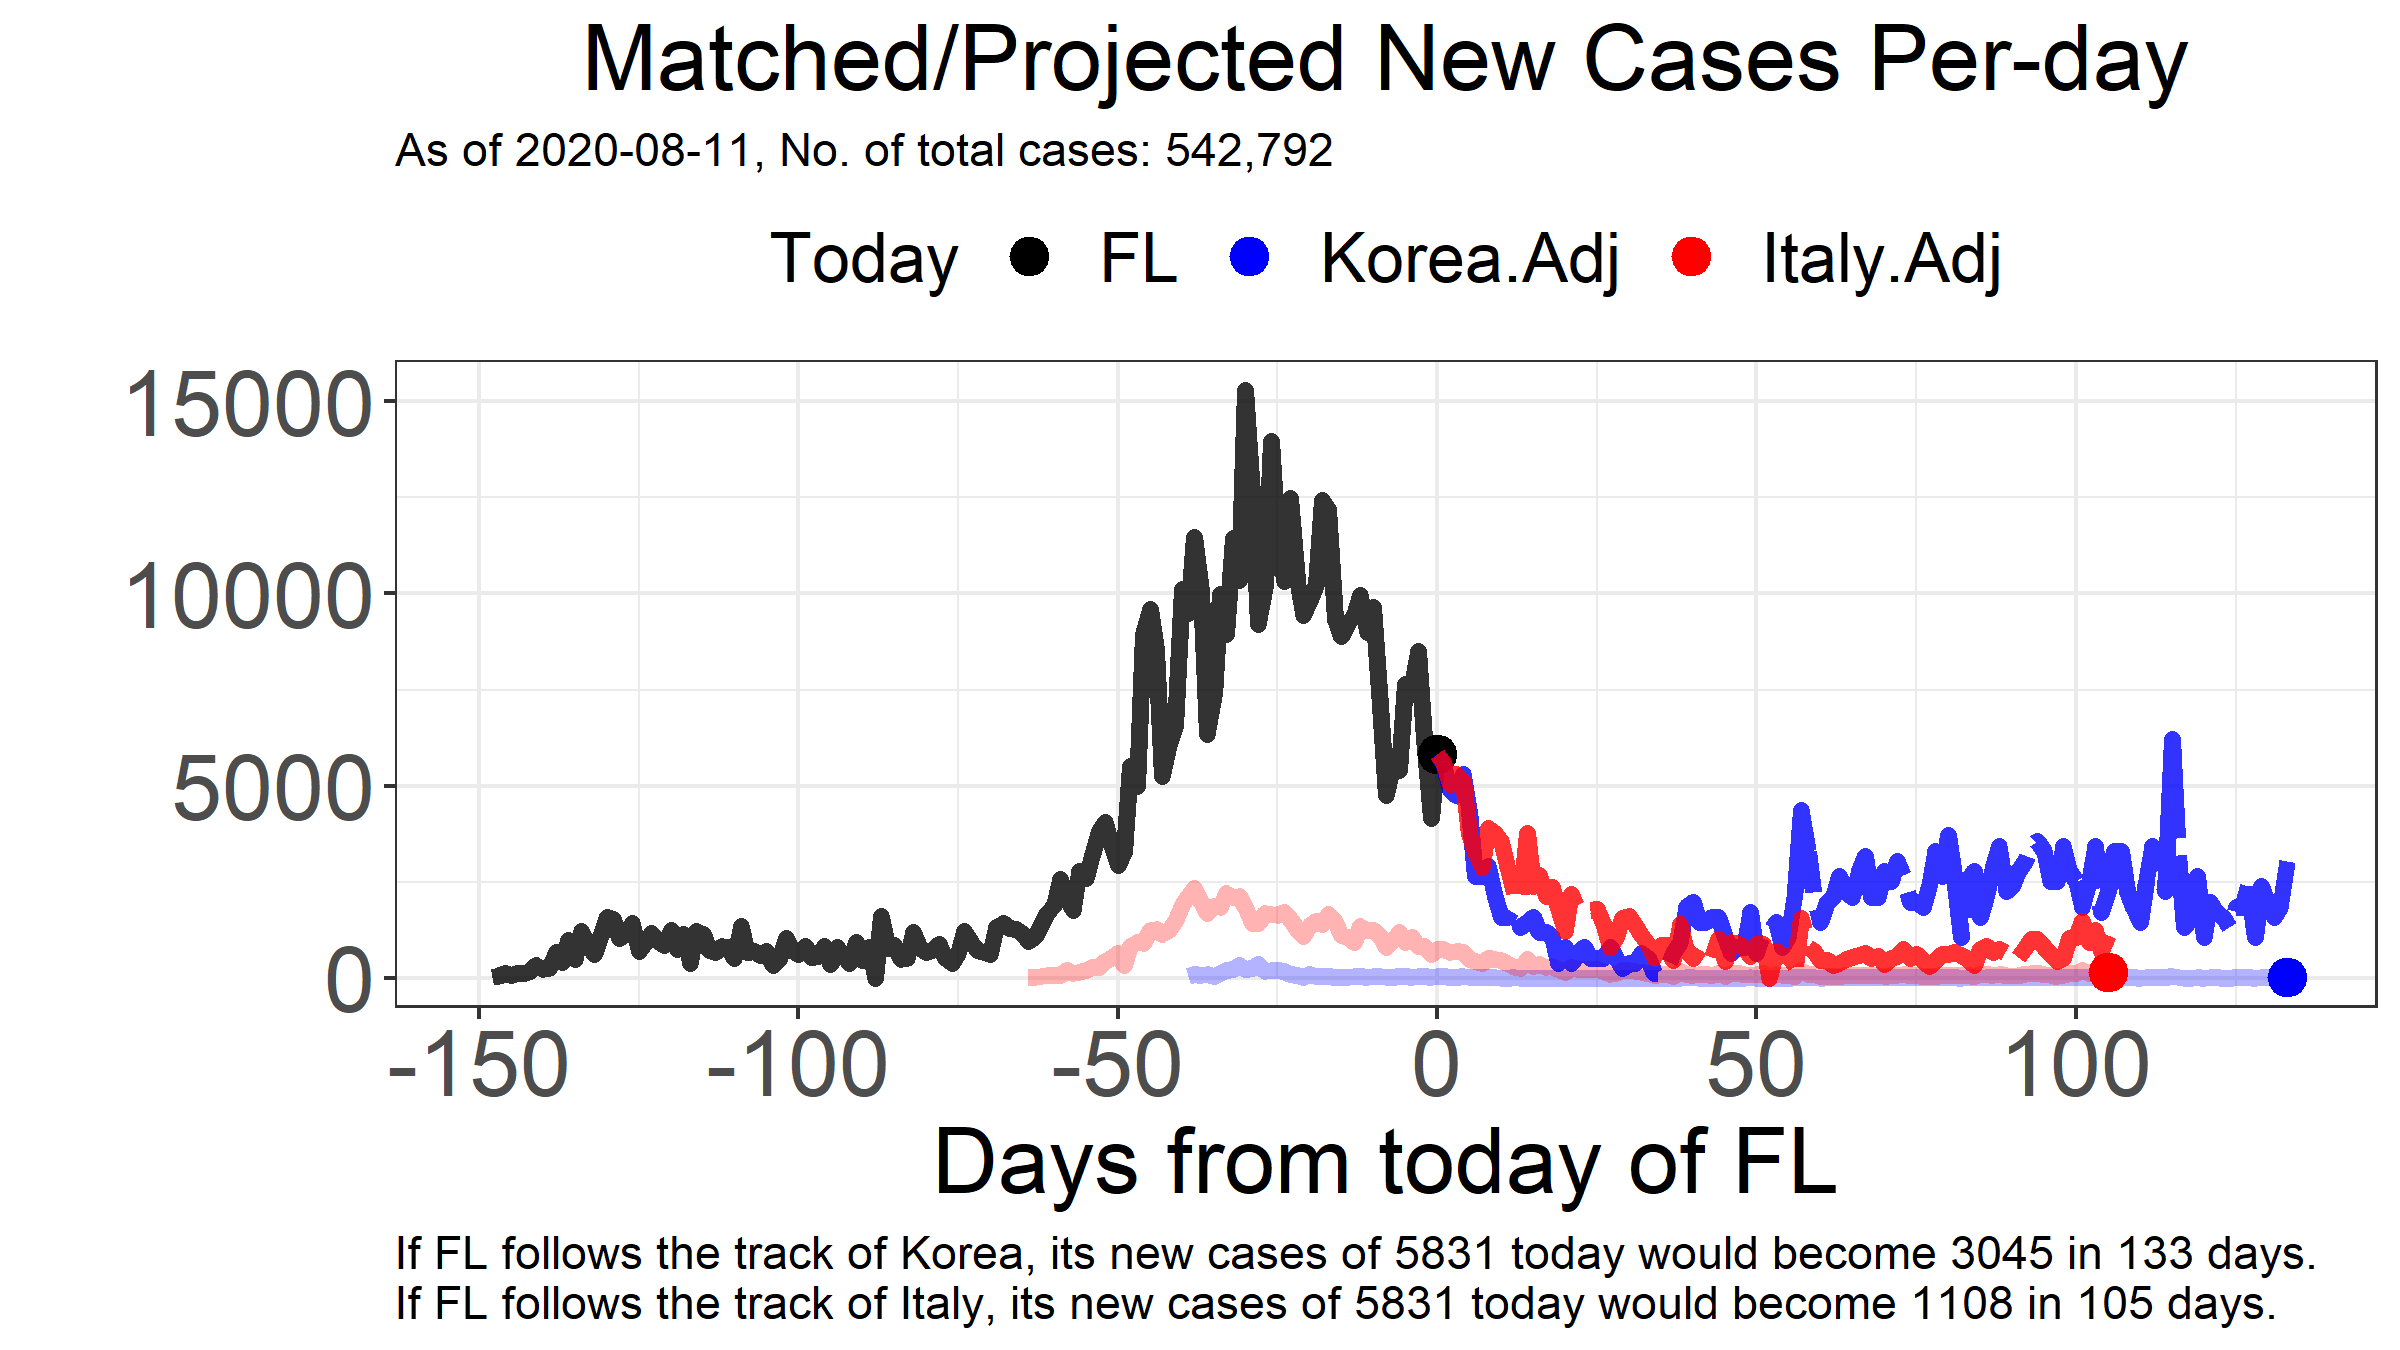 Matched/Projected New Cases Per-day
As of 2020-08-11, No. of total cases: 542,792
Today FL Korea.Adj Italy.Adj
15000
10000
5000
0
-150 -100 -50 0 50 100
Days from today of FL
If FL follows the track of Korea, its new cases of 5831 today would become 3045 in 133 days.
If FL follows the track of Italy, its new cases of 5831 today would become 1108 in 105 days.